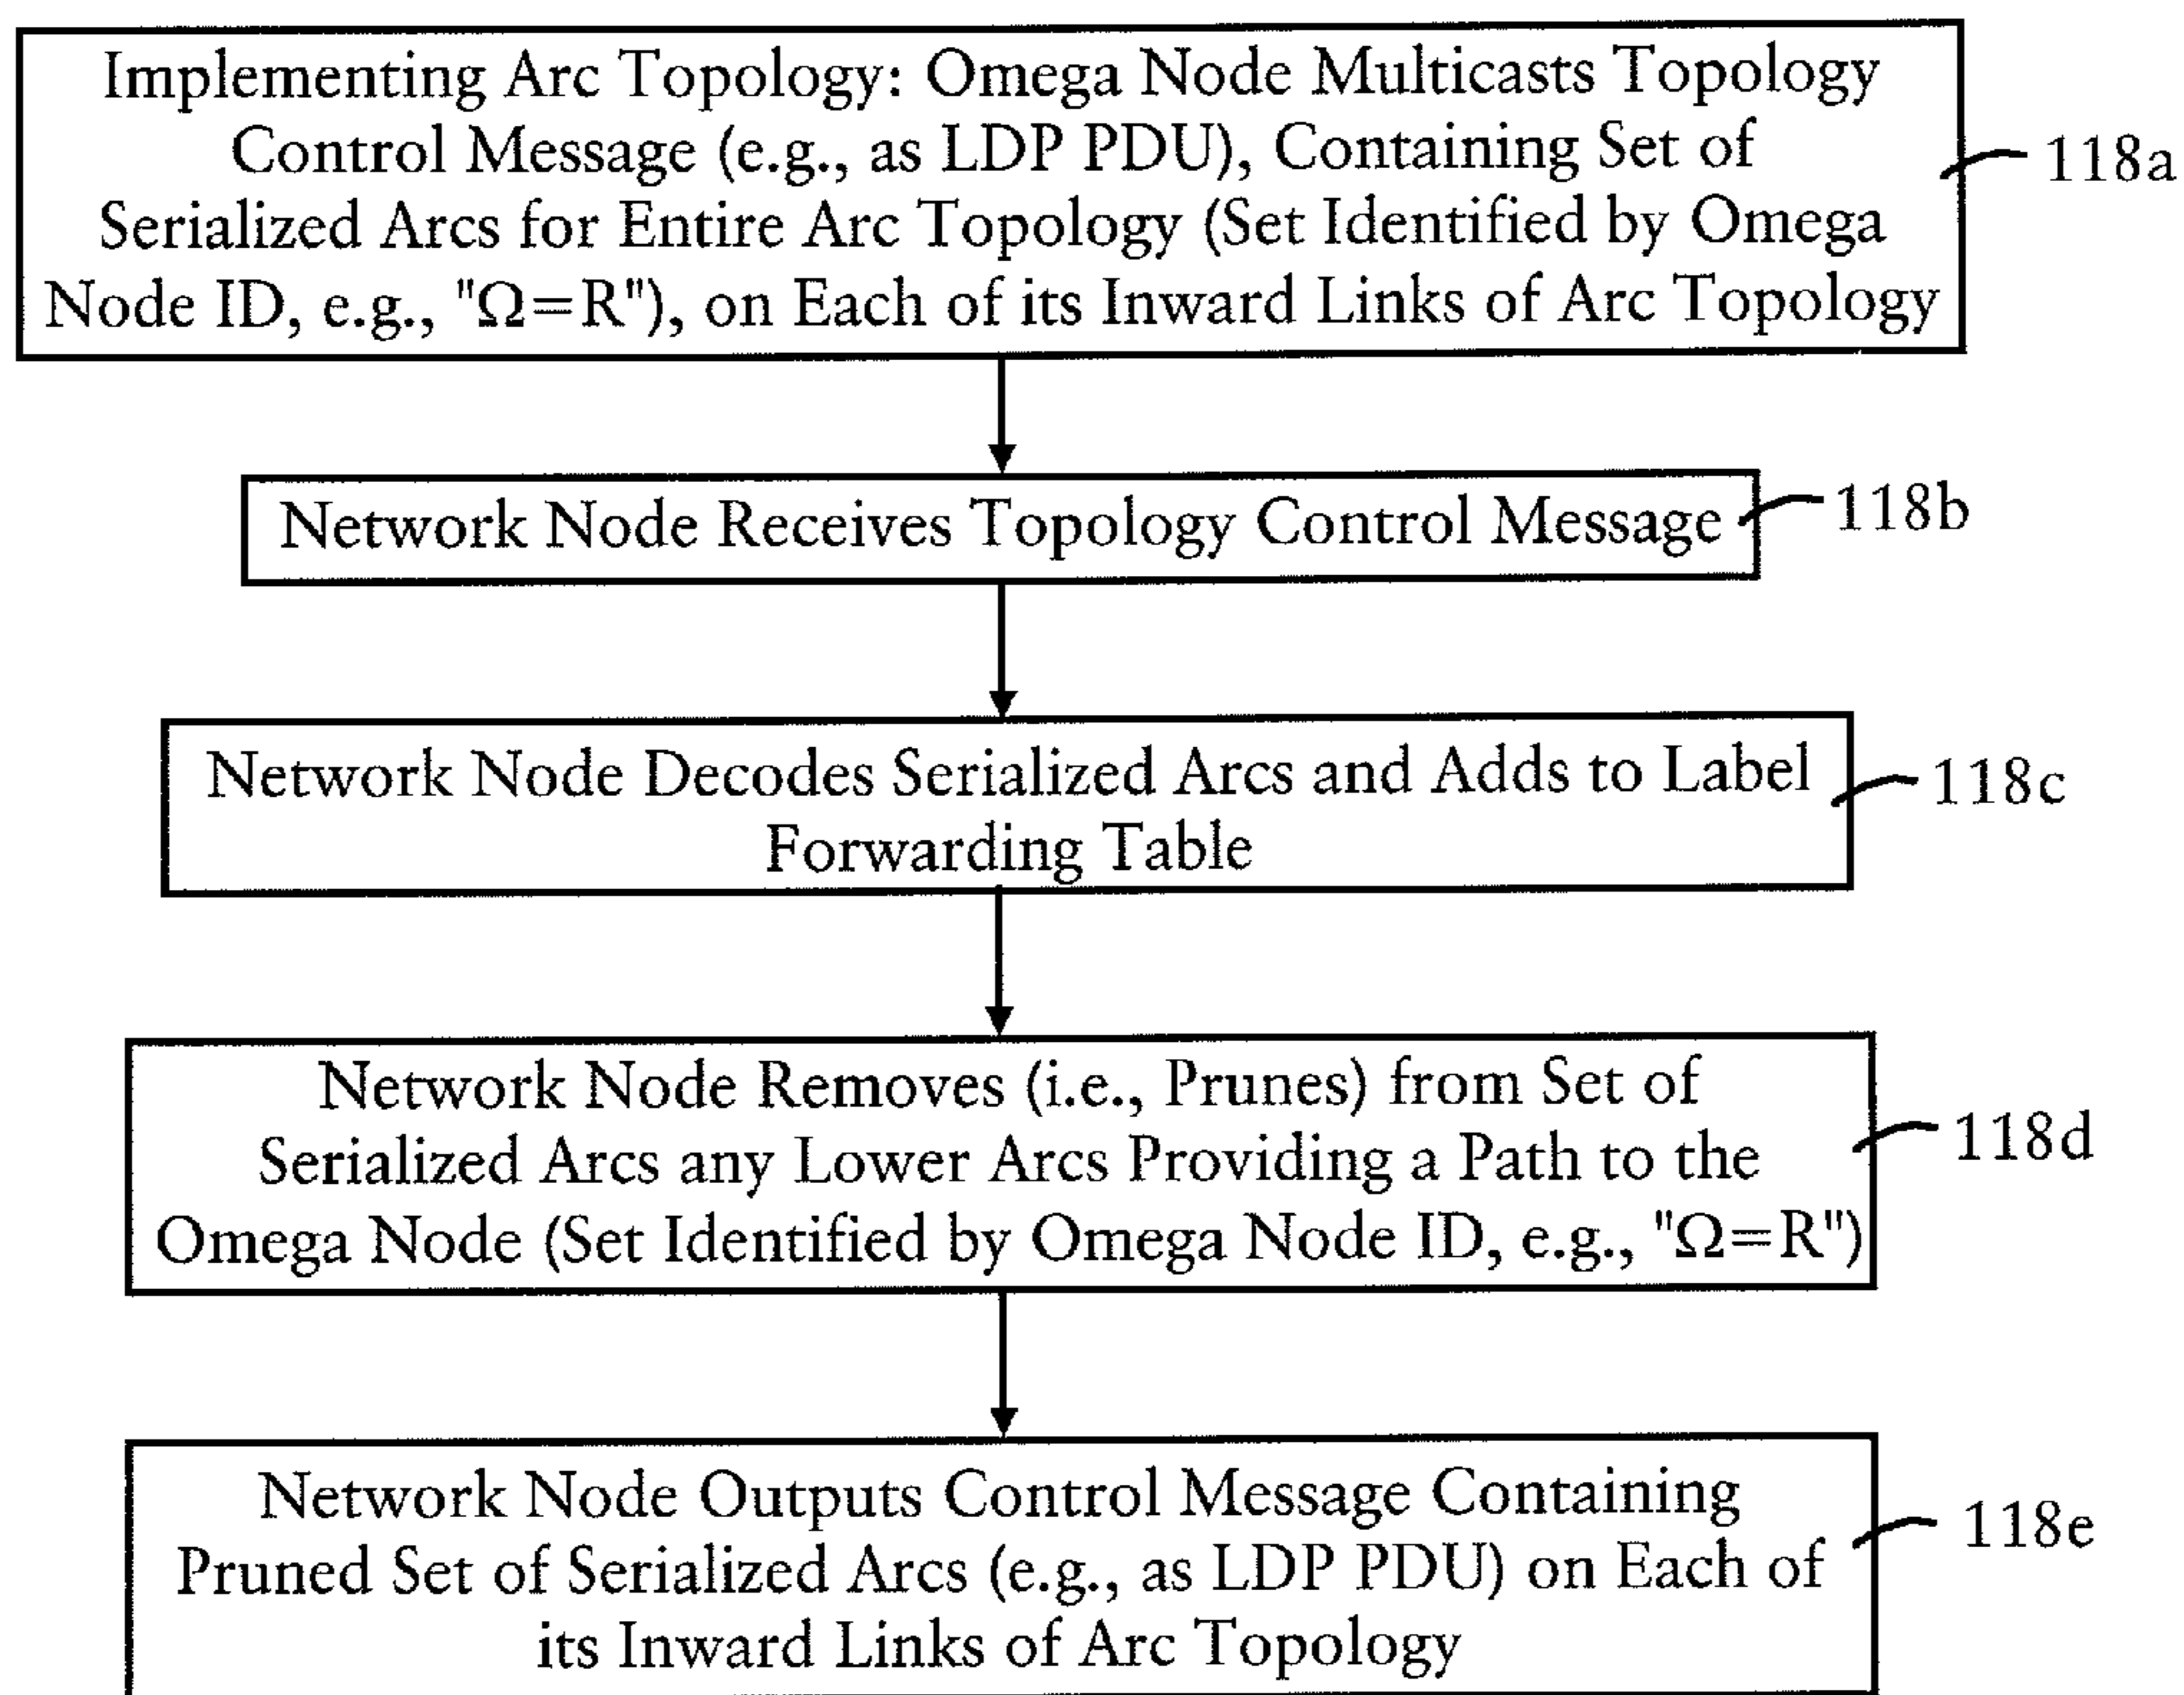 Implementing Arc Topology: Omega Node Multicasts Topology
Control Message (e.g., as LDP PDU), Containing Set of
Serialized Arcs for Entire Arc Topology (Set Identified by Omega
Node ID, e.g., "Ω=R"), on Each of its Inward Links of Arc Topology
118a
Network Node Receives Topology Control Message
118b
Network Node Decodes Serialized Arcs and Adds to Label
Forwarding Table
118c
Network Node Removes (i.e., Prunes) from Set of
Serialized Arcs any Lower Arcs Providing a Path to the
Omega Node (Set Identified by Omega Node ID, e.g., "Ω=R")
118d
Network Node Outputs Control Message Containing
Pruned Set of Serialized Arcs (e.g., as LDP PDU) on Each of
its Inward Links of Arc Topology
118e